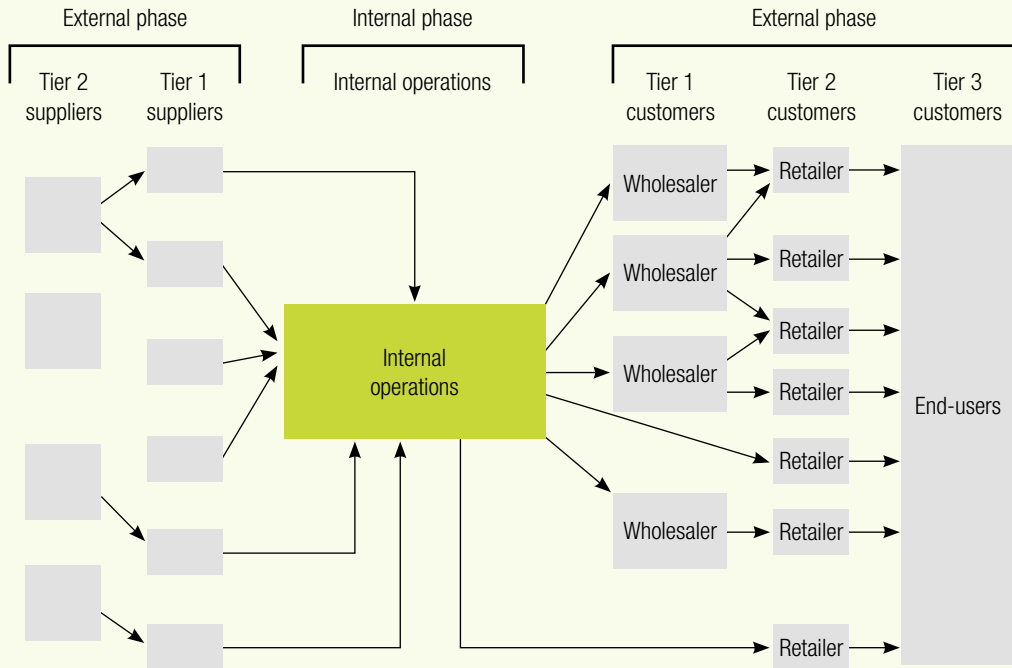 External phase
Internal phase
External phase
Tier 2
suppliers
Tier 1
suppliers
Internal operations
Tier 1
customers
Tier 2
customers
Tier 3
customers
Wholesaler
Retailer
Wholesaler
Retailer
Retailer
Internal
operations
Wholesaler
Retailer
End-users
Retailer
Wholesaler
Retailer
Retailer